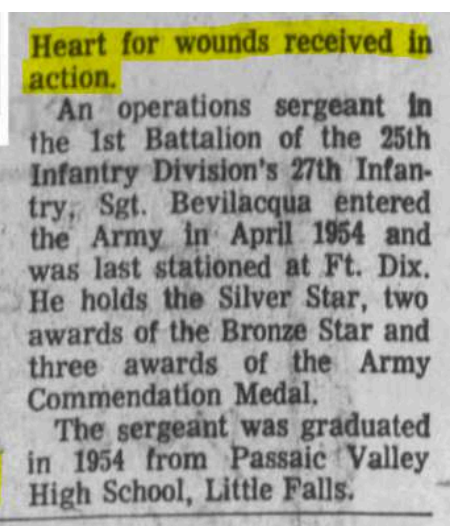 Heart for wounds received in
action.
An operations sergeant in
the 1st Battalion of the 25th
Infantry Division's 27th Infan-
try, Sgt. Bevilacqua entered
the Army in April 1954 and
was last stationed at Ft. Dix.
He holds the Silver Star, two
awards of the Bronze Star and
three awards of the Army
Commendation Medal.
The sergeant was graduated
in 1954 from Passaic Valley
High School, Little Falls.